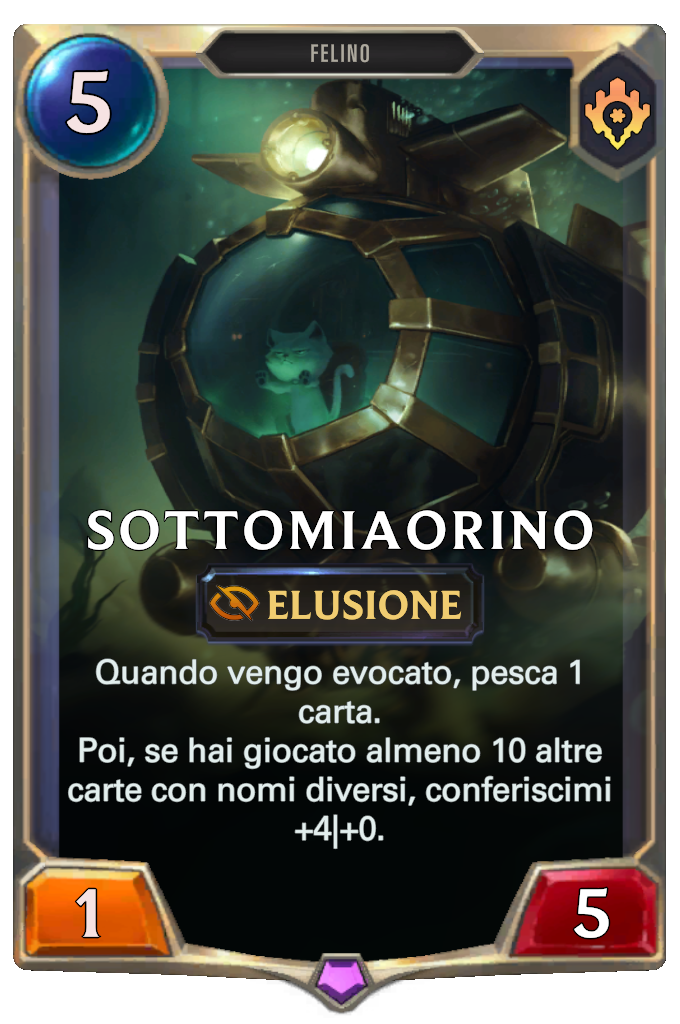 5
FELINO
SOTTOMIAORINO
ELUSIONE
Quando vengo evocato, pesca 1
carta.
Poi, se hai giocato almeno 10 altre
carte con nomi diversi, conferiscimi
+4|+0.
1
5